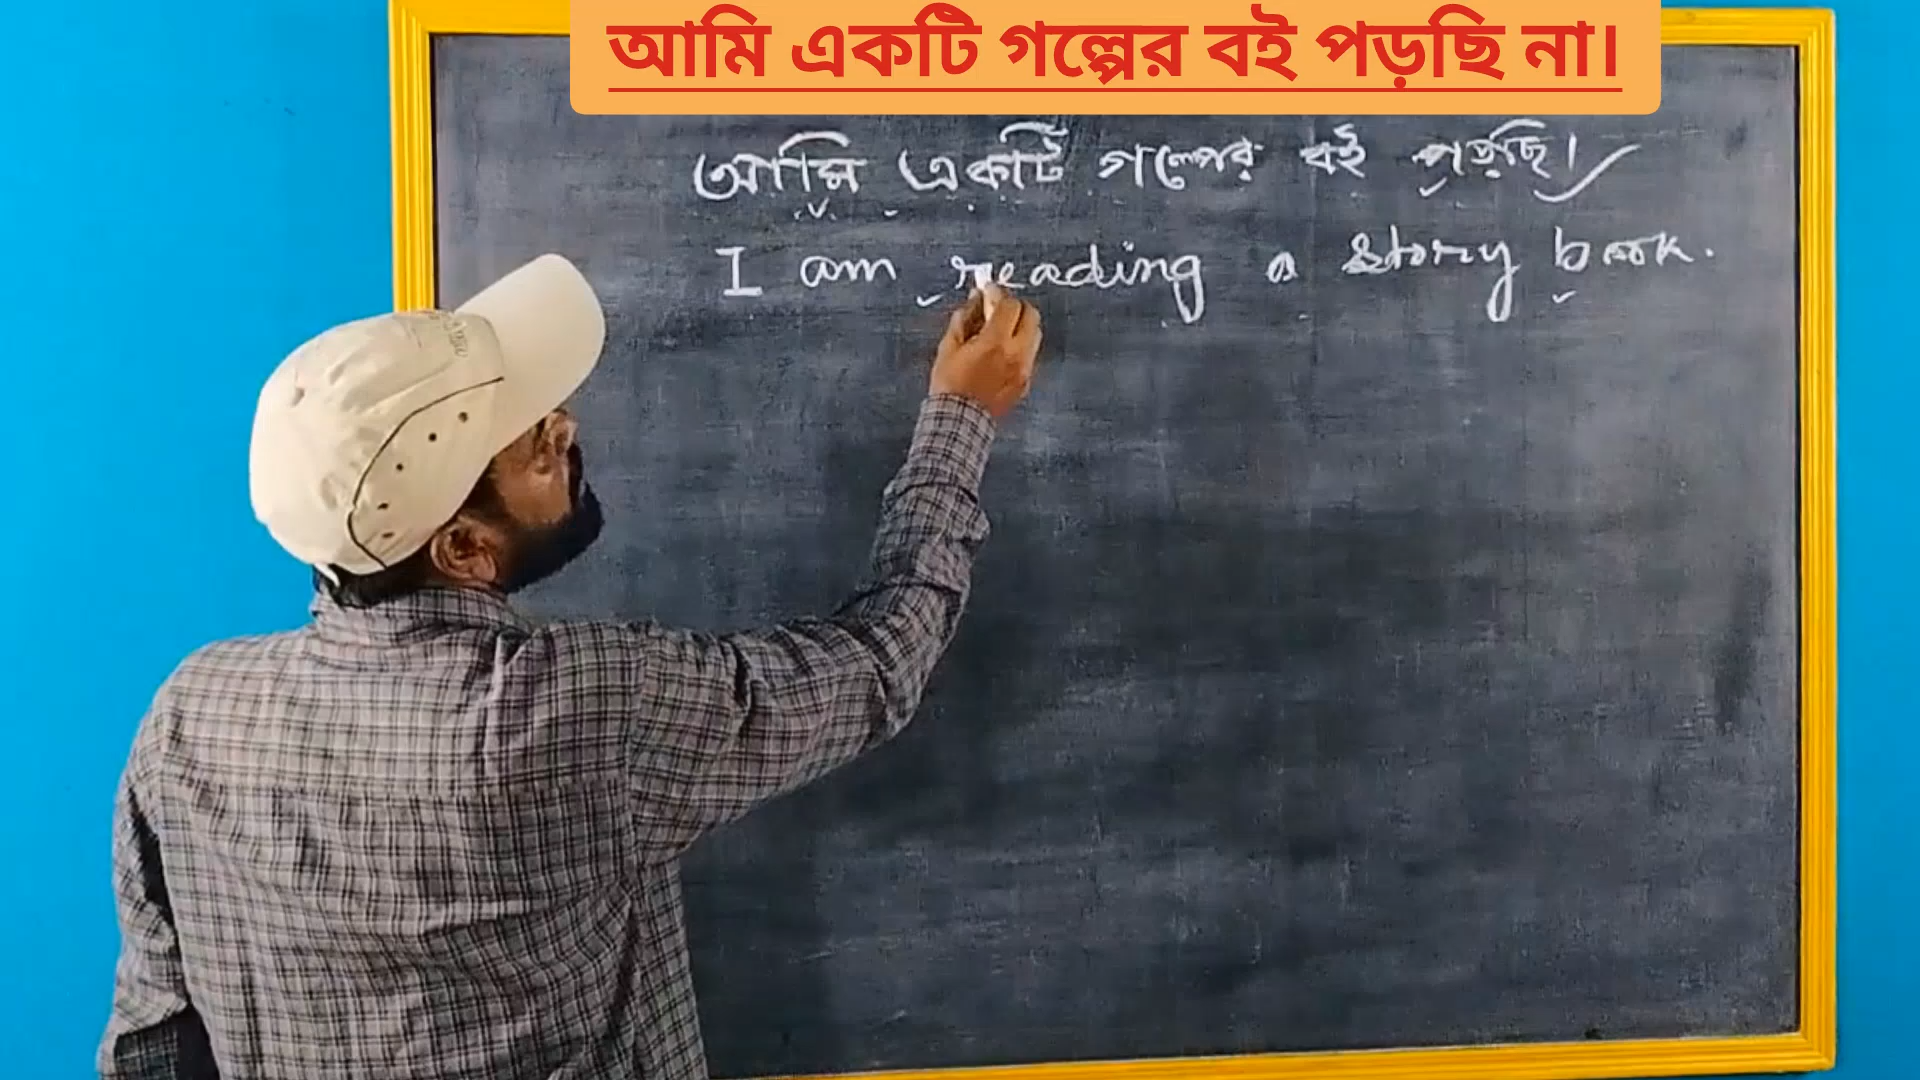 আমি একটি গল্পের বই পড়ছি না।
আমি একটি গল্পের বই পড়ছি।
I am reading a story book.